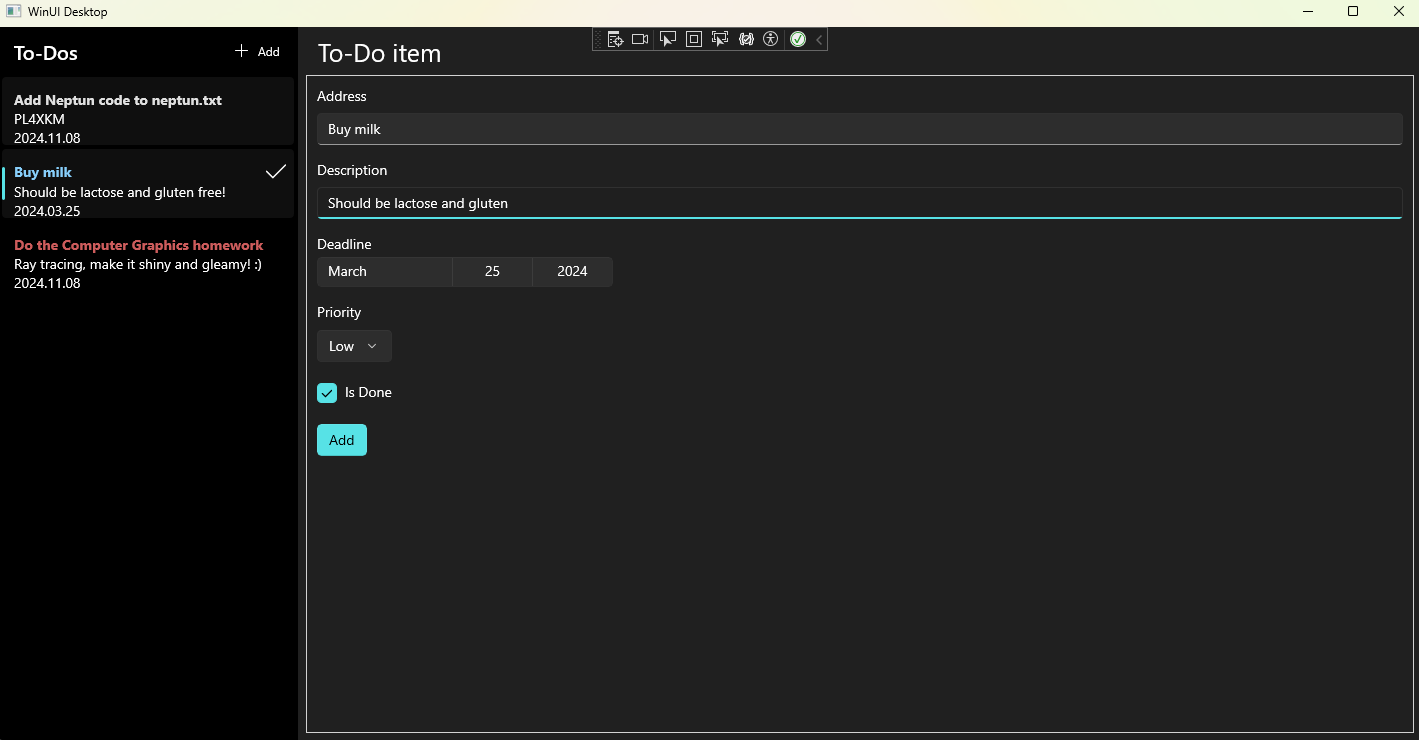 WinUI Desktop
To-Dos
Add
Add Neptun code to neptun.txt
PL4XKM
2024.11.08
Buy milk
Should be lactose and gluten free!
2024.03.25
Do the Computer Graphics homework
Ray tracing, make it shiny and gleamy! :)
2024.11.08
To-Do item
Address
Buy milk
Description
Should be lactose and gluten
Deadline
March 25 2024
Priority
Low
Is Done
Add